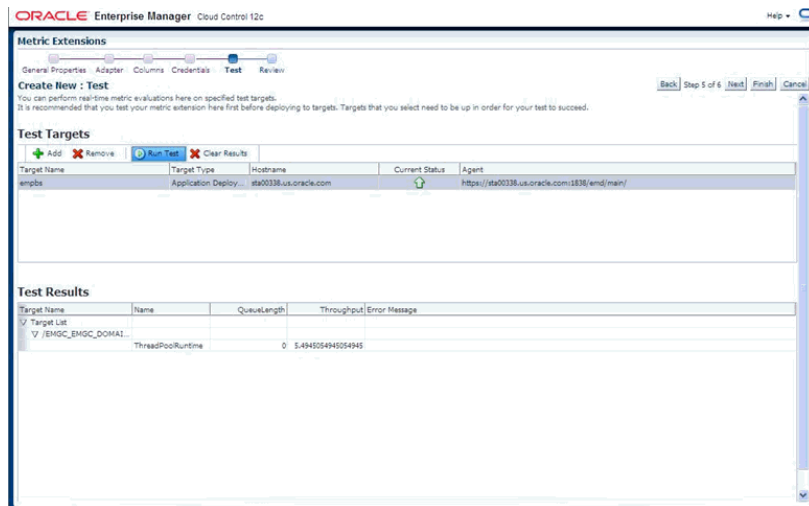 ORACLE Enterprise Manager Cloud Control 12c Help
Metric Extensions
General Properties Adapter Columns Credentials Test Review
Create New : Test Back Step 5 of 6 Next Finish Cancel
You can perform real-time metric evaluations here on specified test targets.
It is recommended that you test your metric extension here first before deploying to targets. Targets that you select need to be up in order for your test to succeed.
Test Targets
Add Remove Run Test Clear Results
Target Name Target Type Hostname Current Status Agent
empbs Application Deploy... sta00338.us.oracle.com https://sta00338.us.oracle.com:1838/emd/main/
Test Results
Target Name Name QueueLength Throughput Error Message
Target List
/EMGC_EMGC_DOMAI...
ThreadPoolRuntime 0 5.4945054945054945